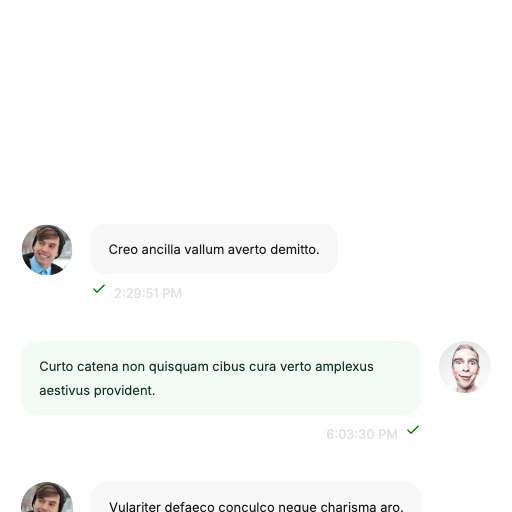 Creo ancilla vallum averto demitto.
2:29:51 PM
Curto catena non quisquam cibus cura verto amplexus
aestivus provident.
6:03:30 PM
Vulariter defaeco conculco neque charisma aro.